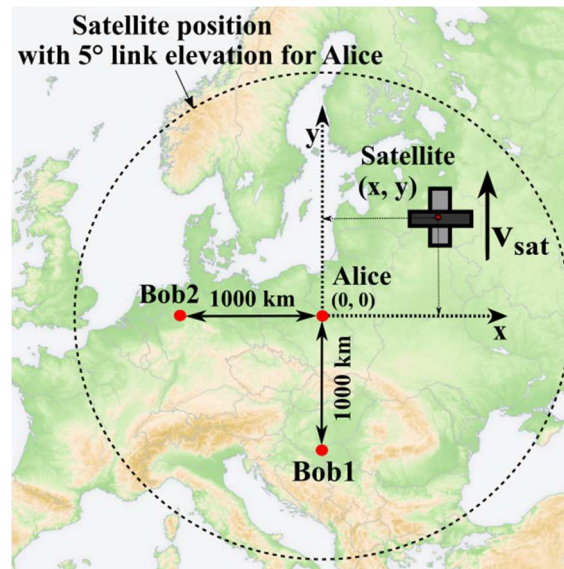 Satellite position
with 5° link elevation for Alice
y
Satellite
(x, y)
V_sat
Bob2
1000 km
Alice
(0, 0)
x
1000 km
Bob1